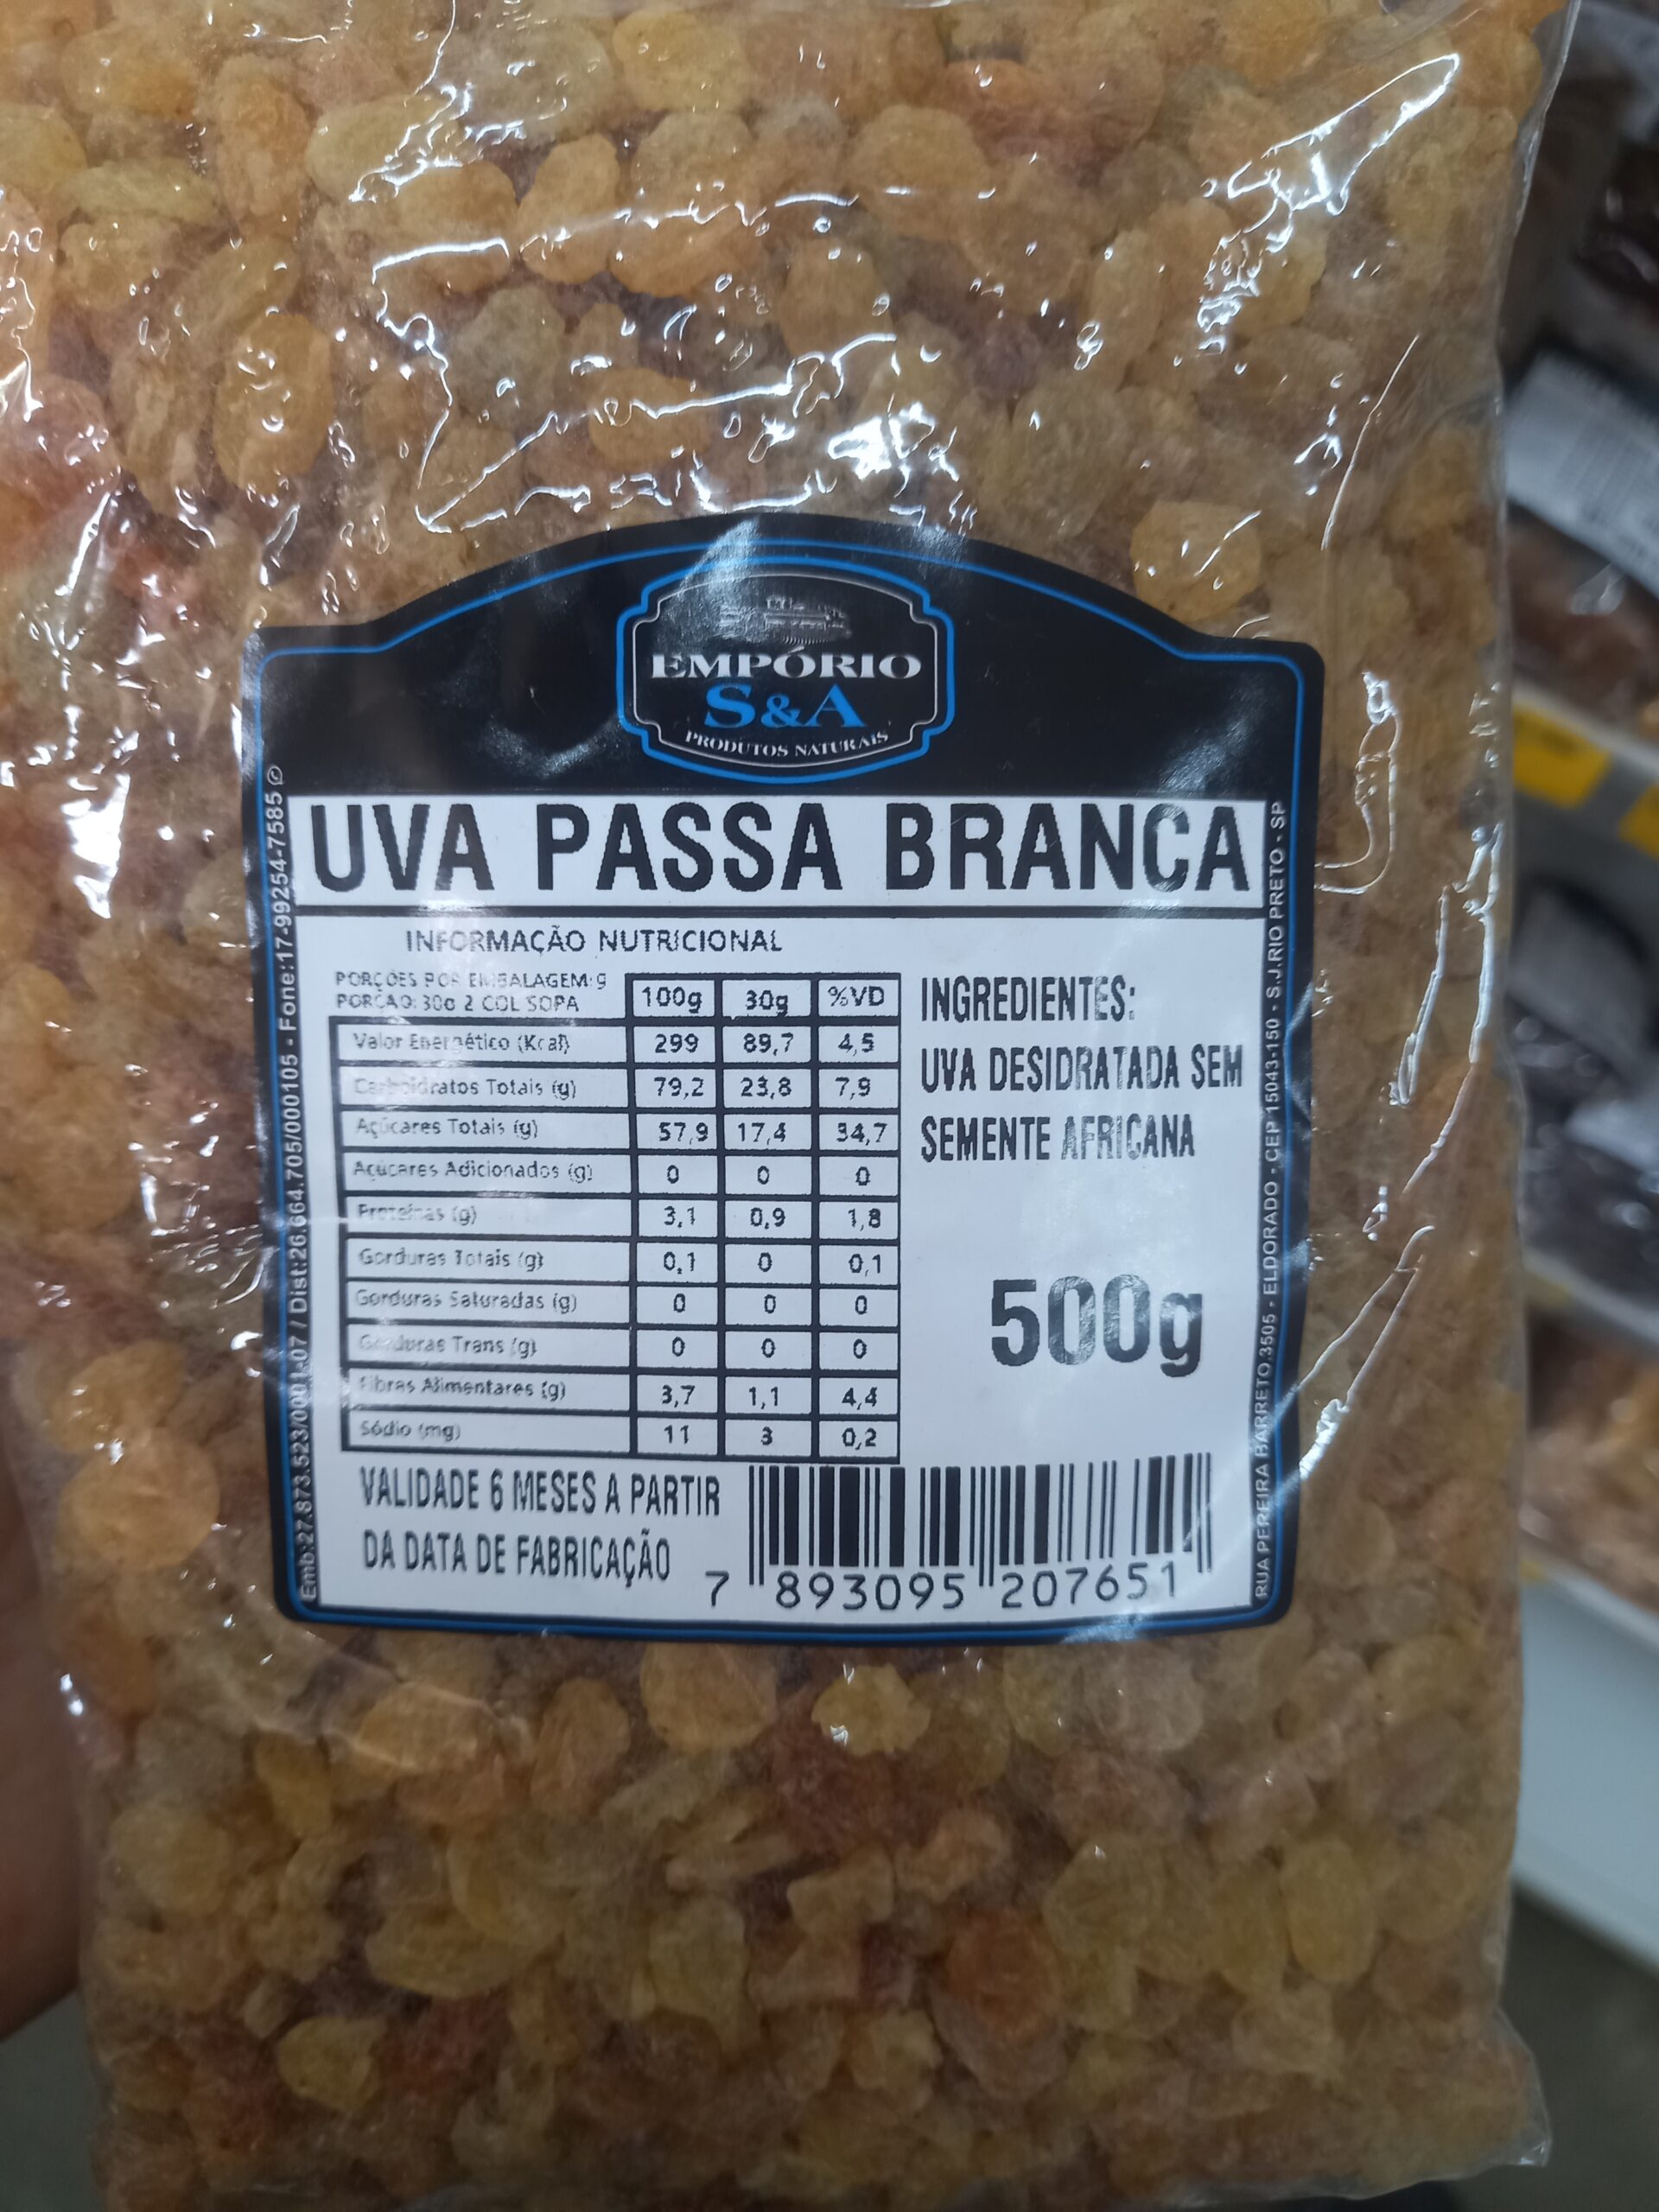 EMPÓRIO
S&A
PRODUTOS NATURAIS
UVA PASSA BRANCA
INFORMAÇÃO NUTRICIONAL
PORÇÕES POR EMBALAGEM: g
PORÇÃO: 30G 2 COL SOPA
100g 30g %VD
Valor Energético (Kcal) 299 89,7 4,5
Carboidratos Totais (g) 79,2 23,8 7,9
Açúcares Totais (g) 57,9 17,4 34,7
Açúcares Adicionados (g) 0 0 0
Proteínas (g) 3,1 0,9 1,8
Gorduras Totais (g) 0,1 0 0,1
Gorduras Saturadas (g) 0 0 0
Gorduras Trans (g) 0 0 0
Fibras Alimentares (g) 3,7 1,1 4,4
Sódio (mg) 11 3 0,2
INGREDIENTES:
UVA DESIDRATADA SEM
SEMENTE AFRICANA
500g
VALIDADE 6 MESES A PARTIR
DA DATA DE FABRICAÇÃO
7 893095 207651
Emb:27.873.523/0001-07 / Dist:26.664.705/000105 - Fone:17-99254-7585
RUA PEREIRA BARRETO,3505 - ELDORADO - CEP 15043-150 - S.J.RIO PRETO - SP